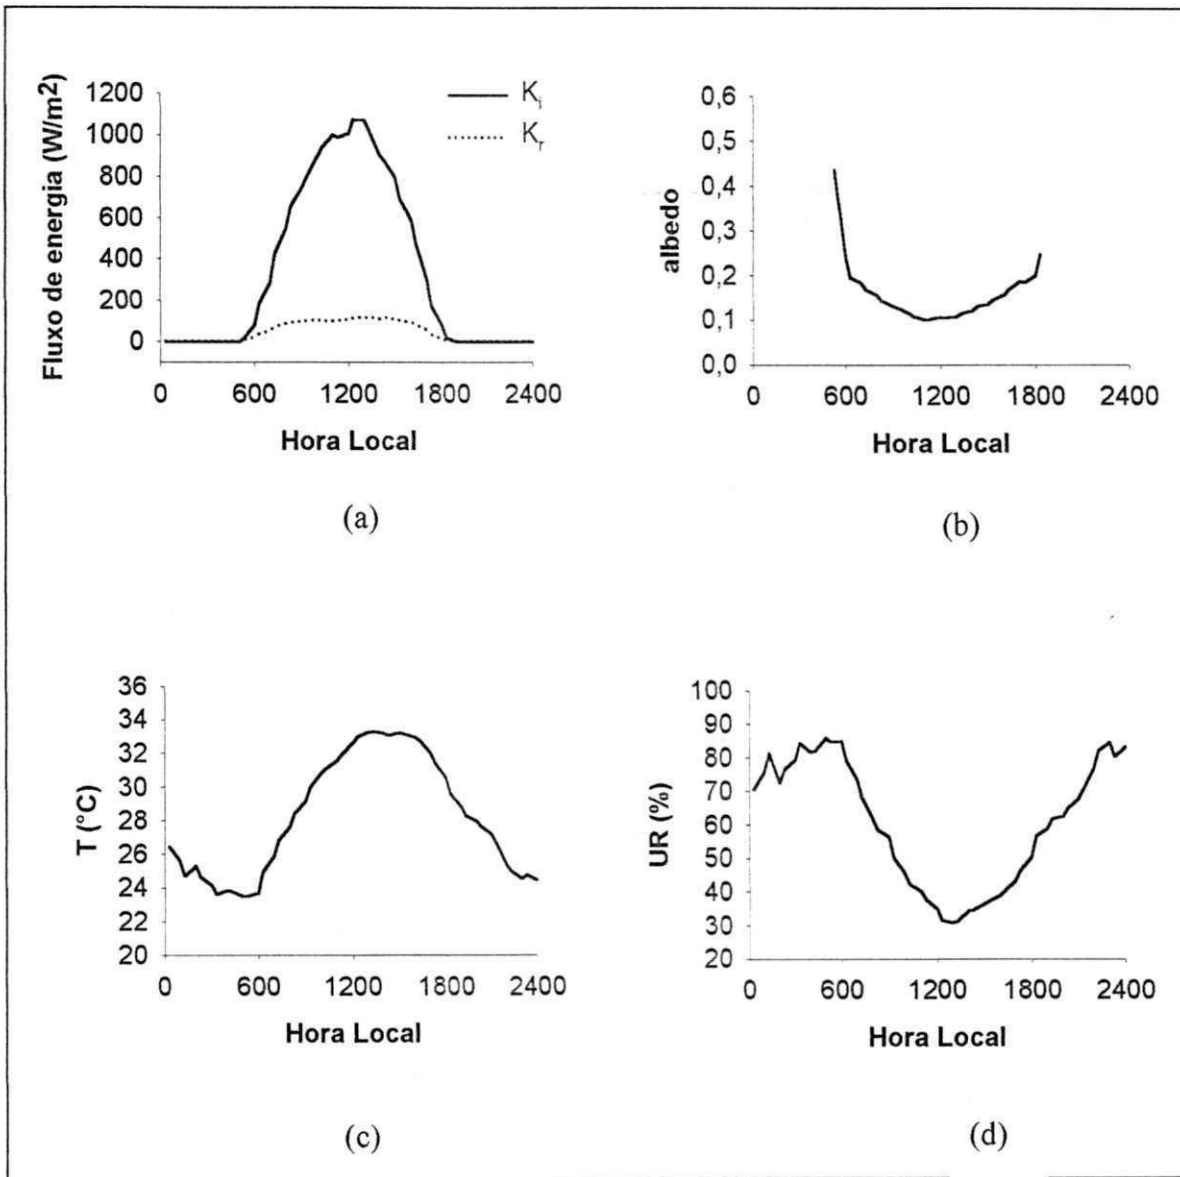 Fluxo de energia (W/m²)
1200
1000
800
600
400
200
0
0 600 1200 1800 2400
Hora Local
Ki
Kr
(a)
albedo
0,6
0,5
0,4
0,3
0,2
0,1
0,0
0 600 1200 1800 2400
Hora Local
(b)
T (°C)
36
34
32
30
28
26
24
22
20
0 600 1200 1800 2400
Hora Local
(c)
UR (%)
100
90
80
70
60
50
40
30
20
0 600 1200 1800 2400
Hora Local
(d)